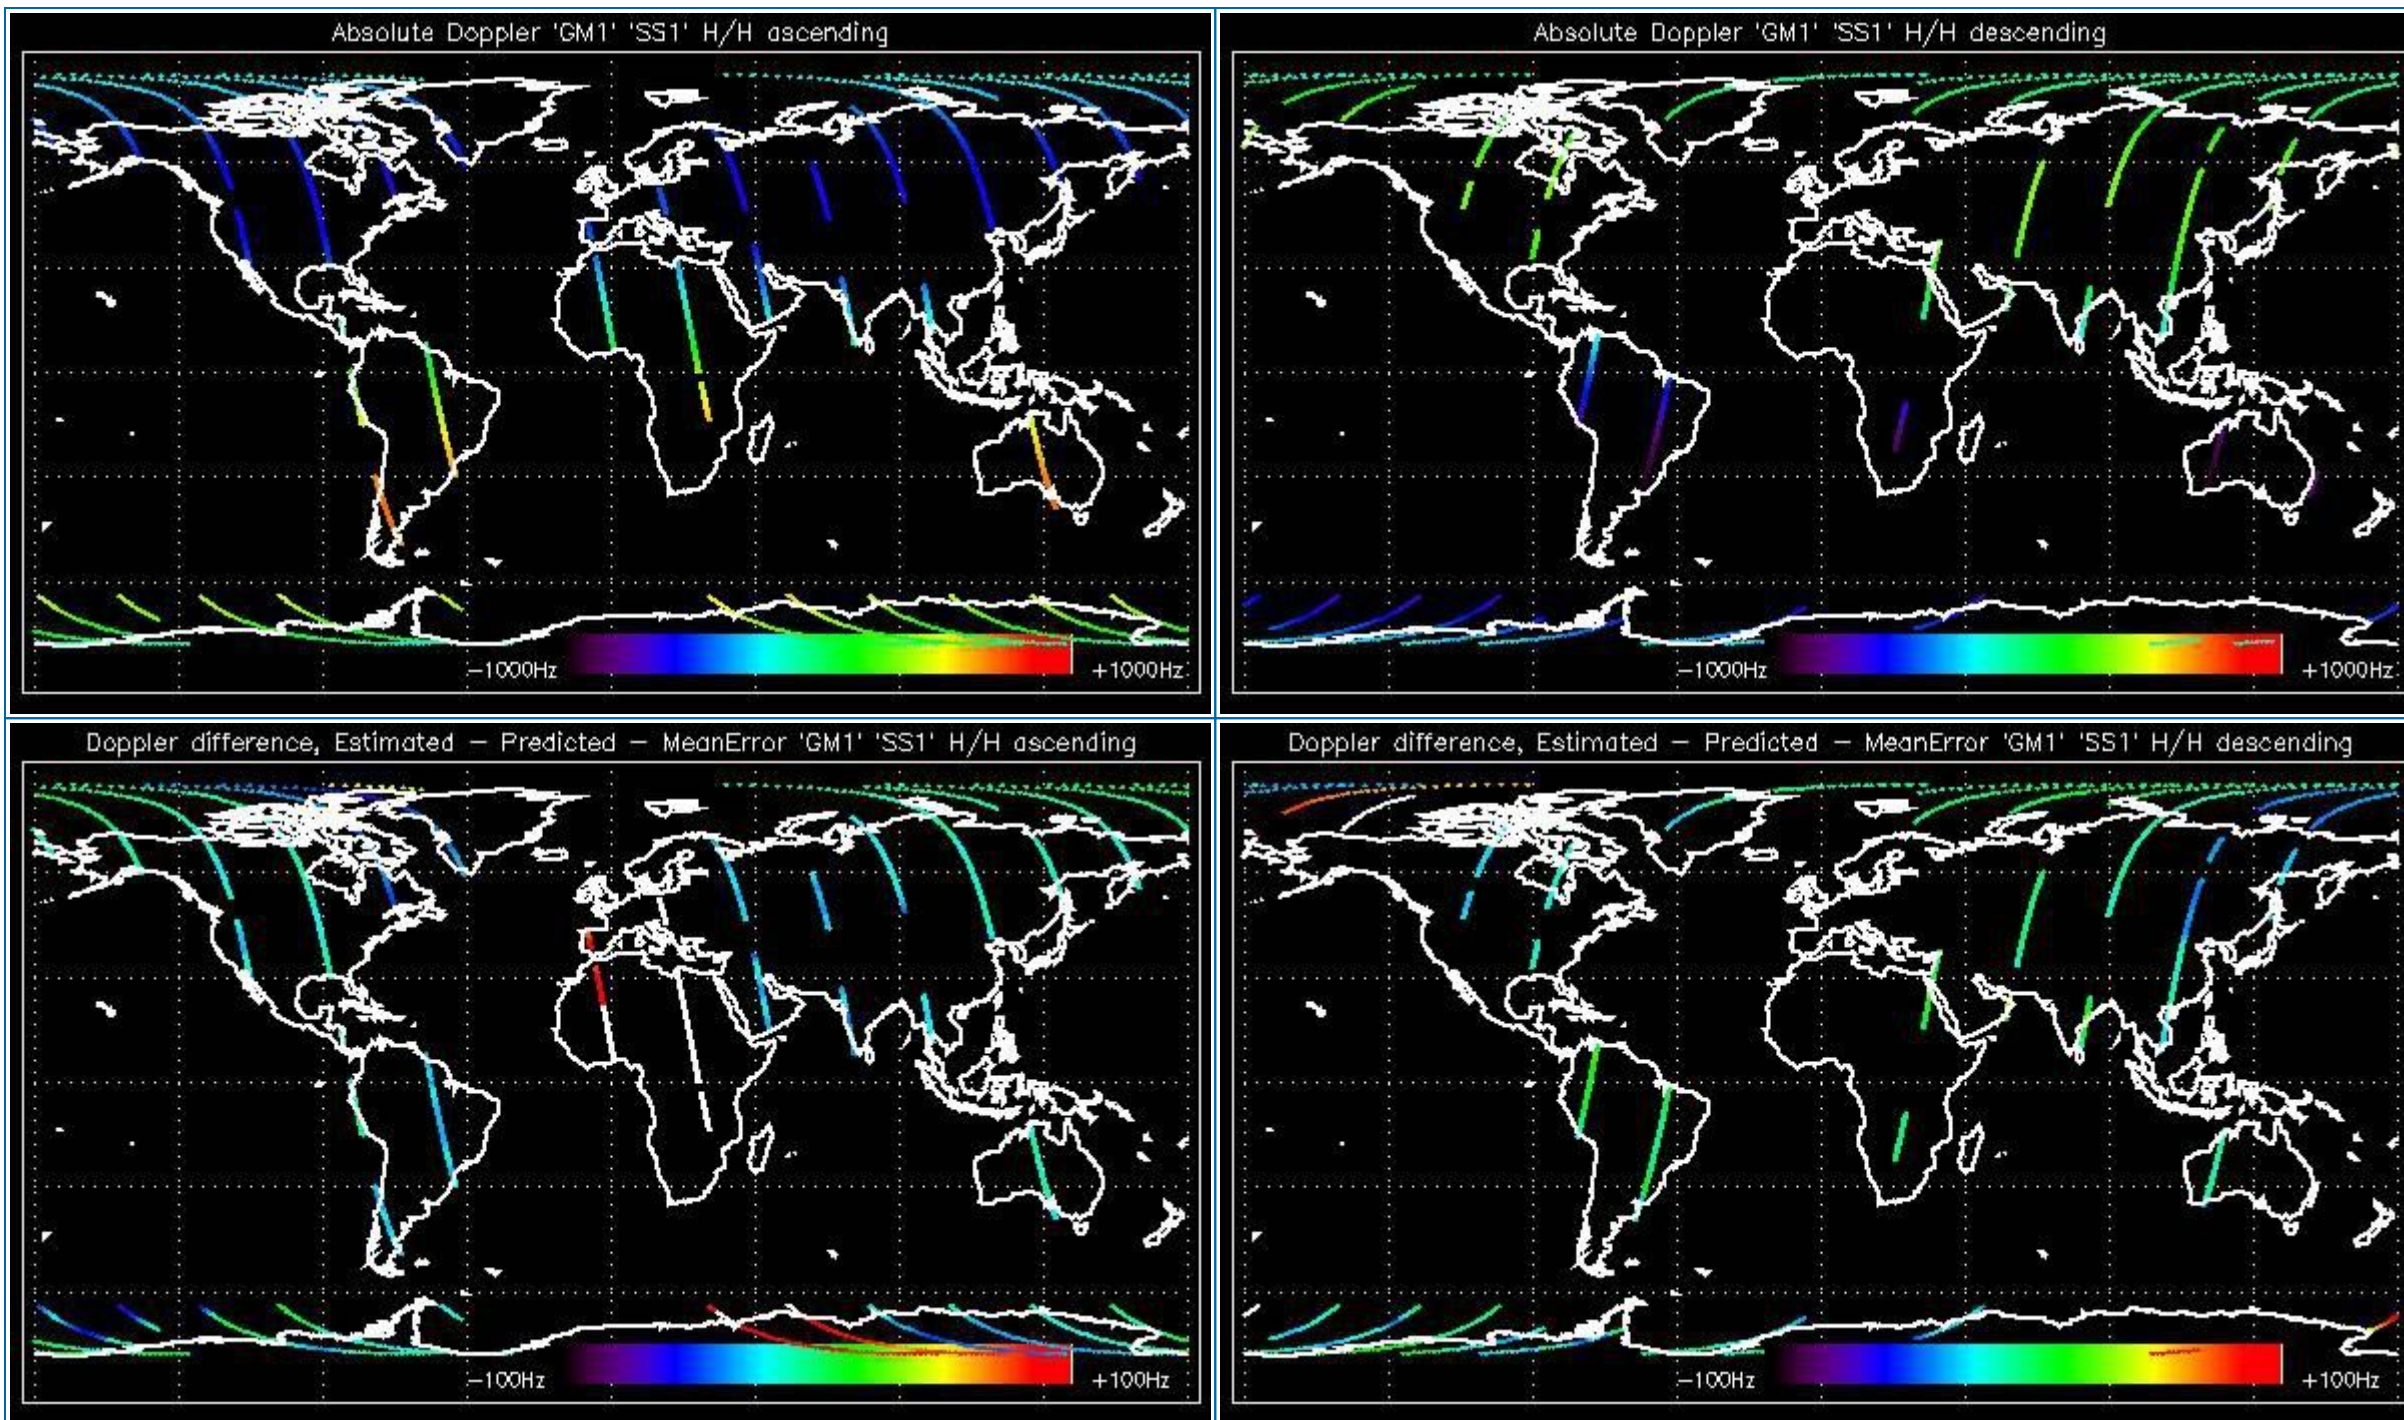 Absolute Doppler 'GM1' 'SS1' H/H ascending
-1000Hz
+1000Hz
Absolute Doppler 'GM1' 'SS1' H/H descending
-1000Hz
+1000Hz
Doppler difference, Estimated - Predicted - MeanError 'GM1' 'SS1' H/H ascending
-100Hz
+100Hz
Doppler difference, Estimated - Predicted - MeanError 'GM1' 'SS1' H/H descending
-100Hz
+100Hz